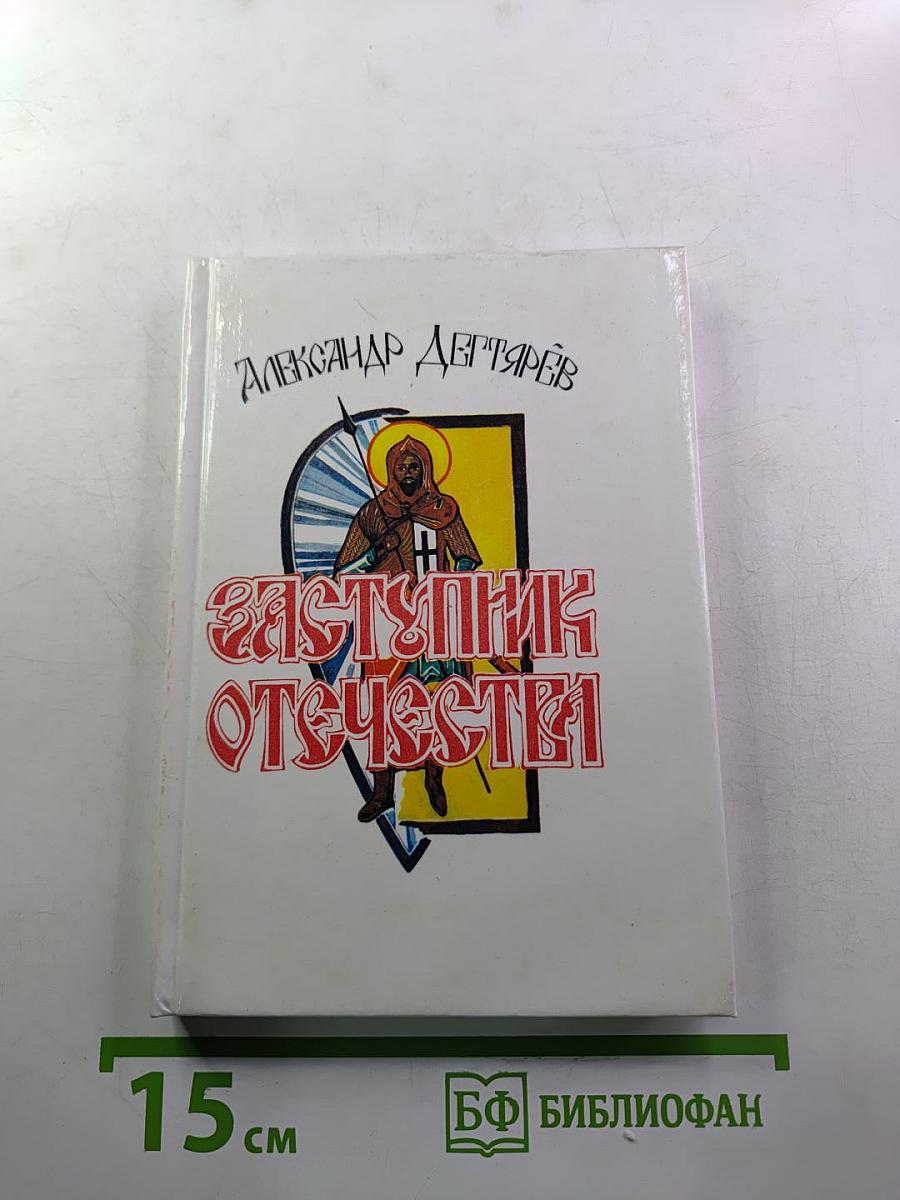 Александр Дегтярёв
ЗАСТУПНИК
ОТЕЧЕСТВА
15 см
БФ БИБЛИОФАН